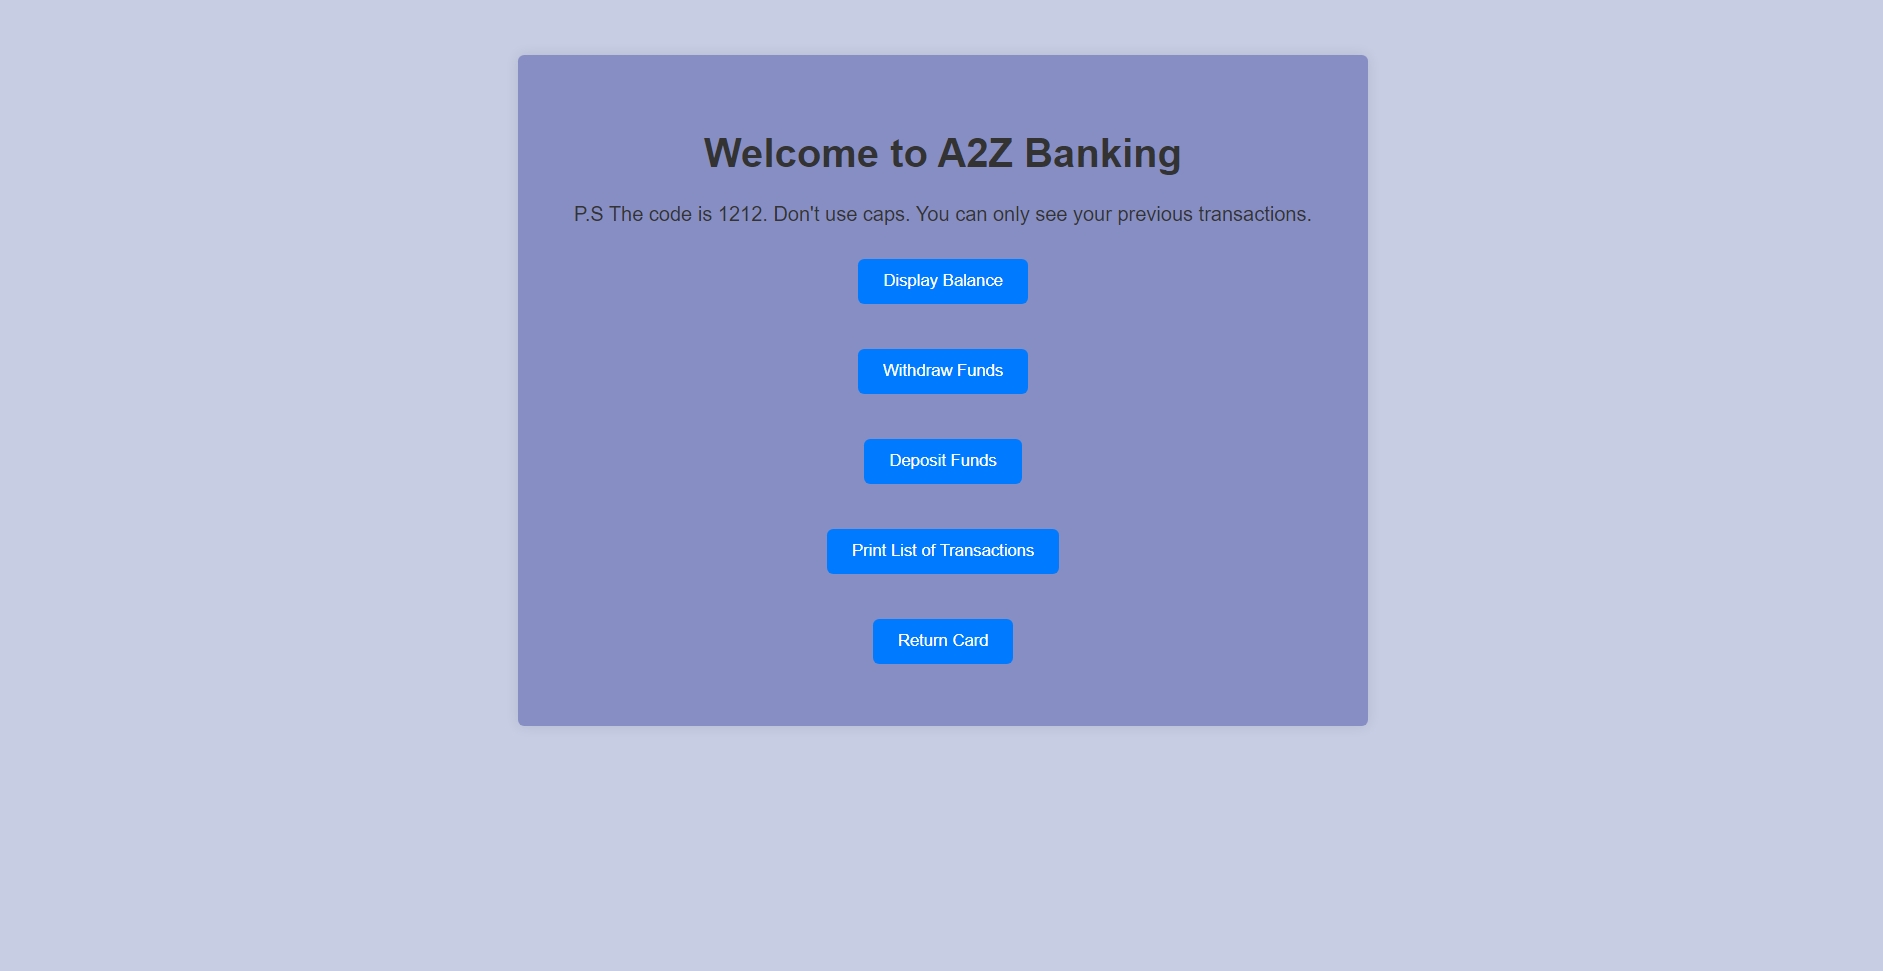 Welcome to A2Z Banking
P.S The code is 1212. Don't use caps. You can only see your previous transactions.
Display Balance
Withdraw Funds
Deposit Funds
Print List of Transactions
Return Card